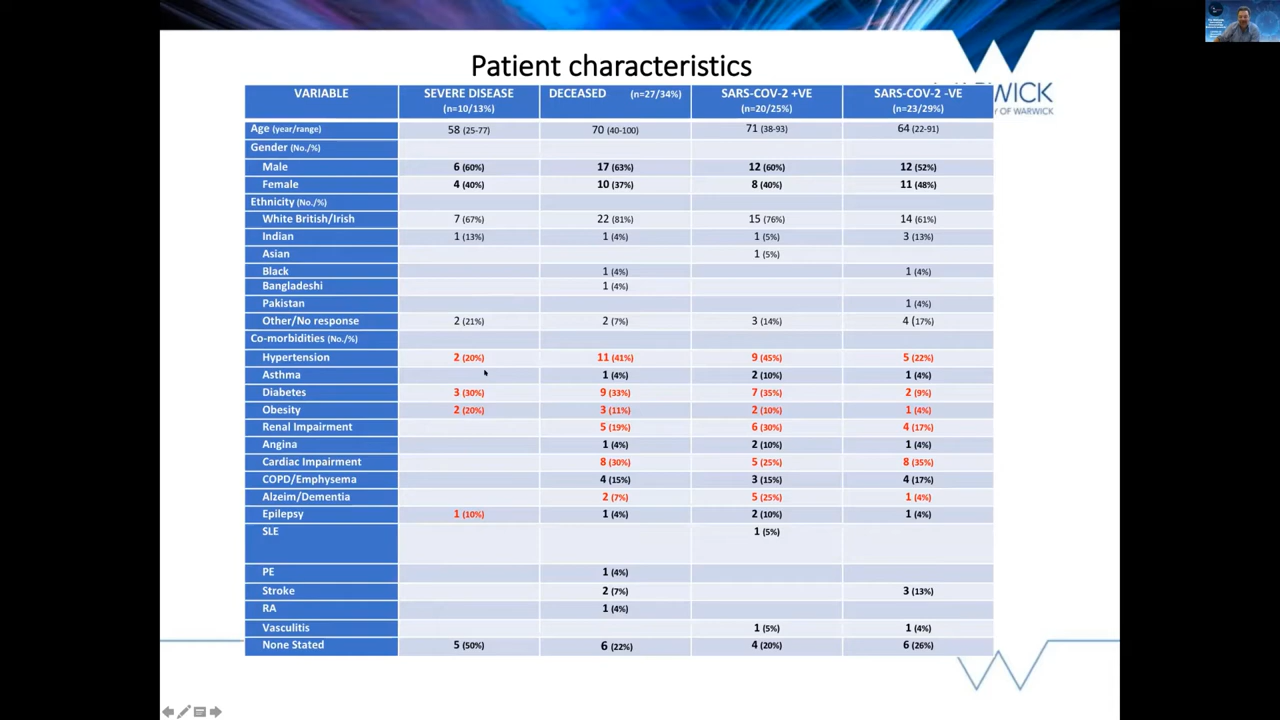 Patient characteristics
VARIABLE SEVERE DISEASE (n=10/13%) DECEASED (n=27/34%) SARS-COV-2 +VE (n=20/25%) SARS-COV-2 -VE (n=23/29%)
WICK
Y OF WARWICK
Age (year/range) 58 (25-77) 70 (40-100) 71 (38-93) 64 (22-91)
Gender (No./%)
Male 6 (60%) 17 (63%) 12 (60%) 12 (52%)
Female 4 (40%) 10 (37%) 8 (40%) 11 (48%)
Ethnicity (No./%)
White British/Irish 7 (67%) 22 (81%) 15 (76%) 14 (61%)
Indian 1 (13%) 1 (4%) 1 (5%) 3 (13%)
Asian 1 (5%)
Black 1 (4%) 1 (4%)
Bangladeshi 1 (4%)
Pakistan 1 (4%)
Other/No response 2 (21%) 2 (7%) 3 (14%) 4 (17%)
Co-morbidities (No./%)
Hypertension 2 (20%) 11 (41%) 9 (45%) 5 (22%)
Asthma 1 (4%) 2 (10%) 1 (4%)
Diabetes 3 (30%) 9 (33%) 7 (35%) 2 (9%)
Obesity 2 (20%) 3 (11%) 2 (10%) 1 (4%)
Renal Impairment 5 (19%) 6 (30%) 4 (17%)
Angina 1 (4%) 2 (10%) 1 (4%)
Cardiac Impairment 8 (30%) 5 (25%) 8 (35%)
COPD/Emphysema 4 (15%) 3 (15%) 4 (17%)
Alzeim/Dementia 2 (7%) 5 (25%) 1 (4%)
Epilepsy 1 (10%) 1 (4%) 2 (10%) 1 (4%)
SLE 1 (5%)
PE 1 (4%)
Stroke 2 (7%) 3 (13%)
RA 1 (4%)
Vasculitis 1 (5%) 1 (4%)
None Stated 5 (50%) 6 (22%) 4 (20%) 6 (26%)